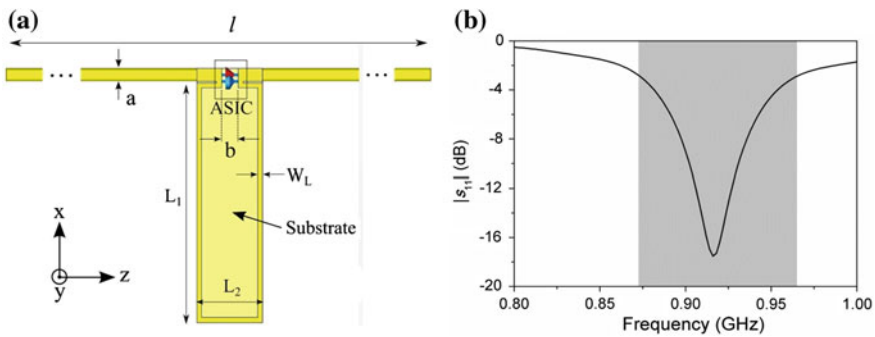 (a)
l
...
...
a
ASIC
b
W_L
L_1
Substrate
x
z
y
L_2
(b)
0
-4
-8
-12
-16
-20
|s_11| (dB)
0.80
0.85
0.90
0.95
1.00
Frequency (GHz)